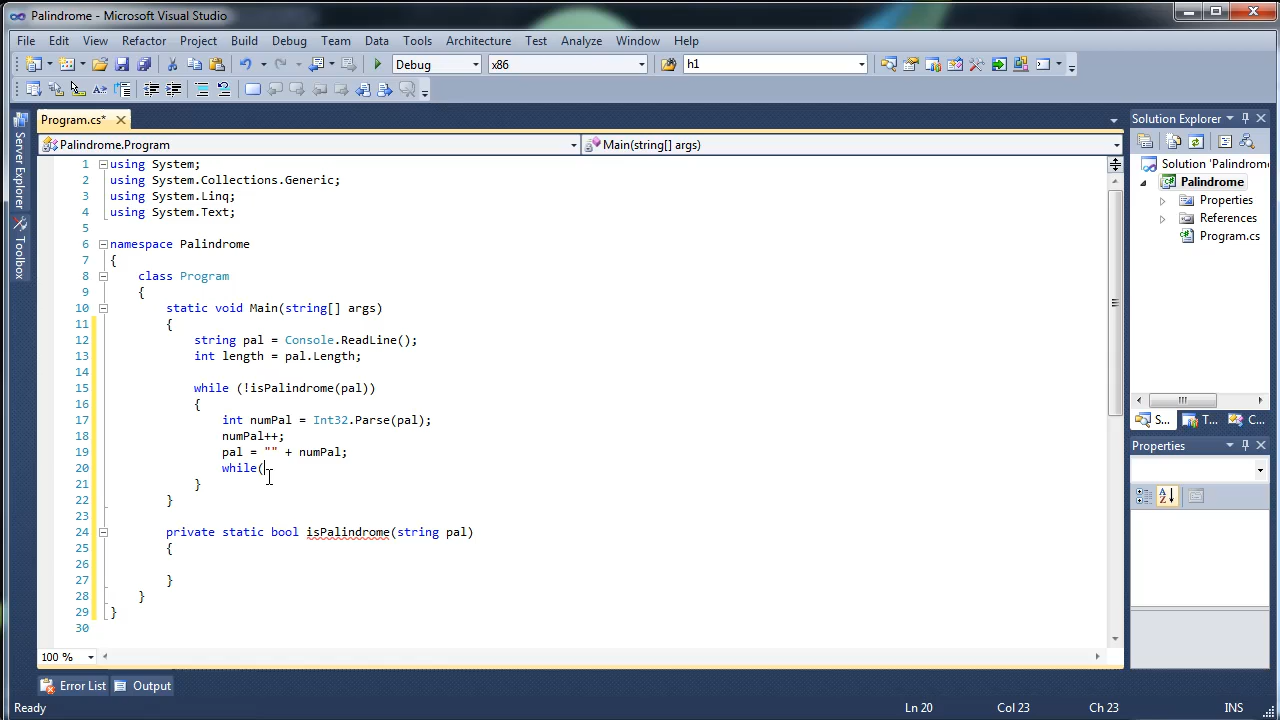 Palindrome - Microsoft Visual Studio
File Edit View Refactor Project Build Debug Team Data Tools Architecture Test Analyze Window Help
Debug x86 h1
Program.cs* Solution Explorer
Palindrome.Program Main(string[] args)
Server Explorer
Toolbox
1 using System;
2 using System.Collections.Generic;
3 using System.Linq;
4 using System.Text;
5
6 namespace Palindrome
7 {
8 class Program
9 {
10 static void Main(string[] args)
11 {
12 string pal = Console.ReadLine();
13 int length = pal.Length;
14
15 while (!isPalindrome(pal))
16 {
17 int numPal = Int32.Parse(pal);
18 numPal++;
19 pal = "" + numPal;
20 while(
21 }
22 }
23
24 private static bool isPalindrome(string pal)
25 {
26
27 }
28 }
29 }
30
Solution 'Palindrome
Palindrome
Properties
References
Program.cs
S... T... C...
Properties
100 %
Error List Output
Ready Ln 20 Col 23 Ch 23 INS